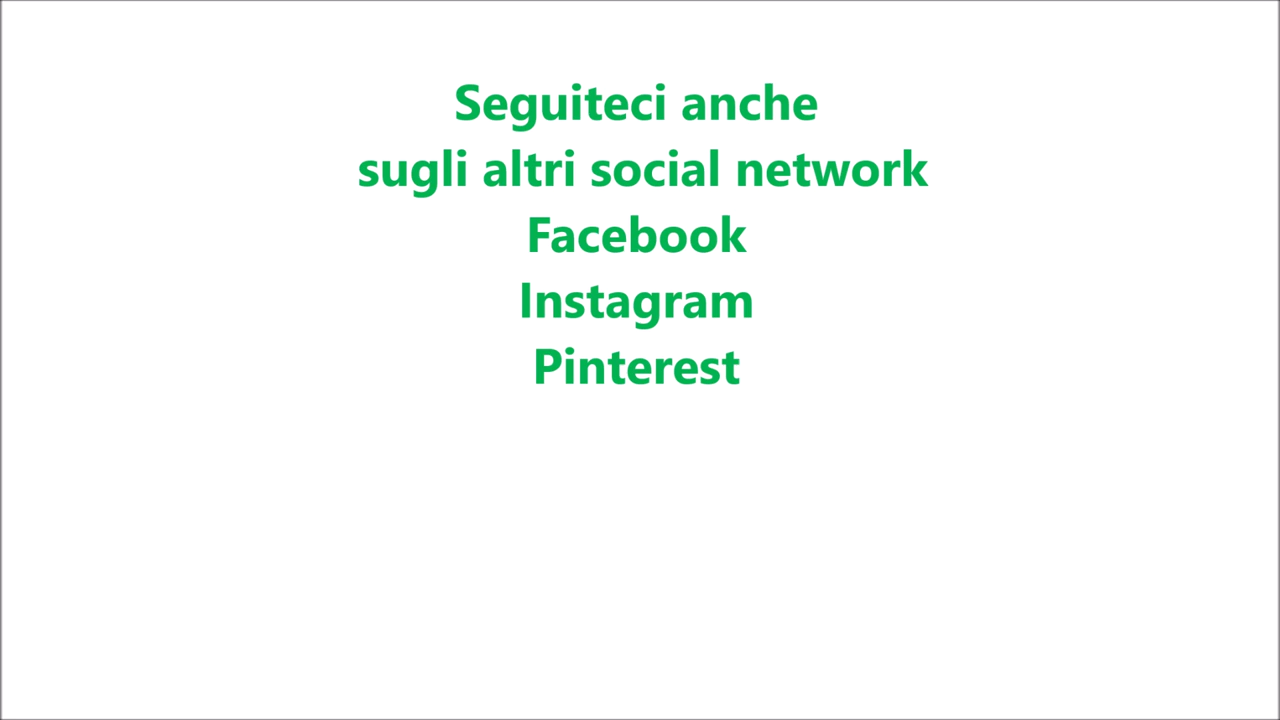 Seguiteci anche
sugli altri social network
Facebook
Instagram
Pinterest